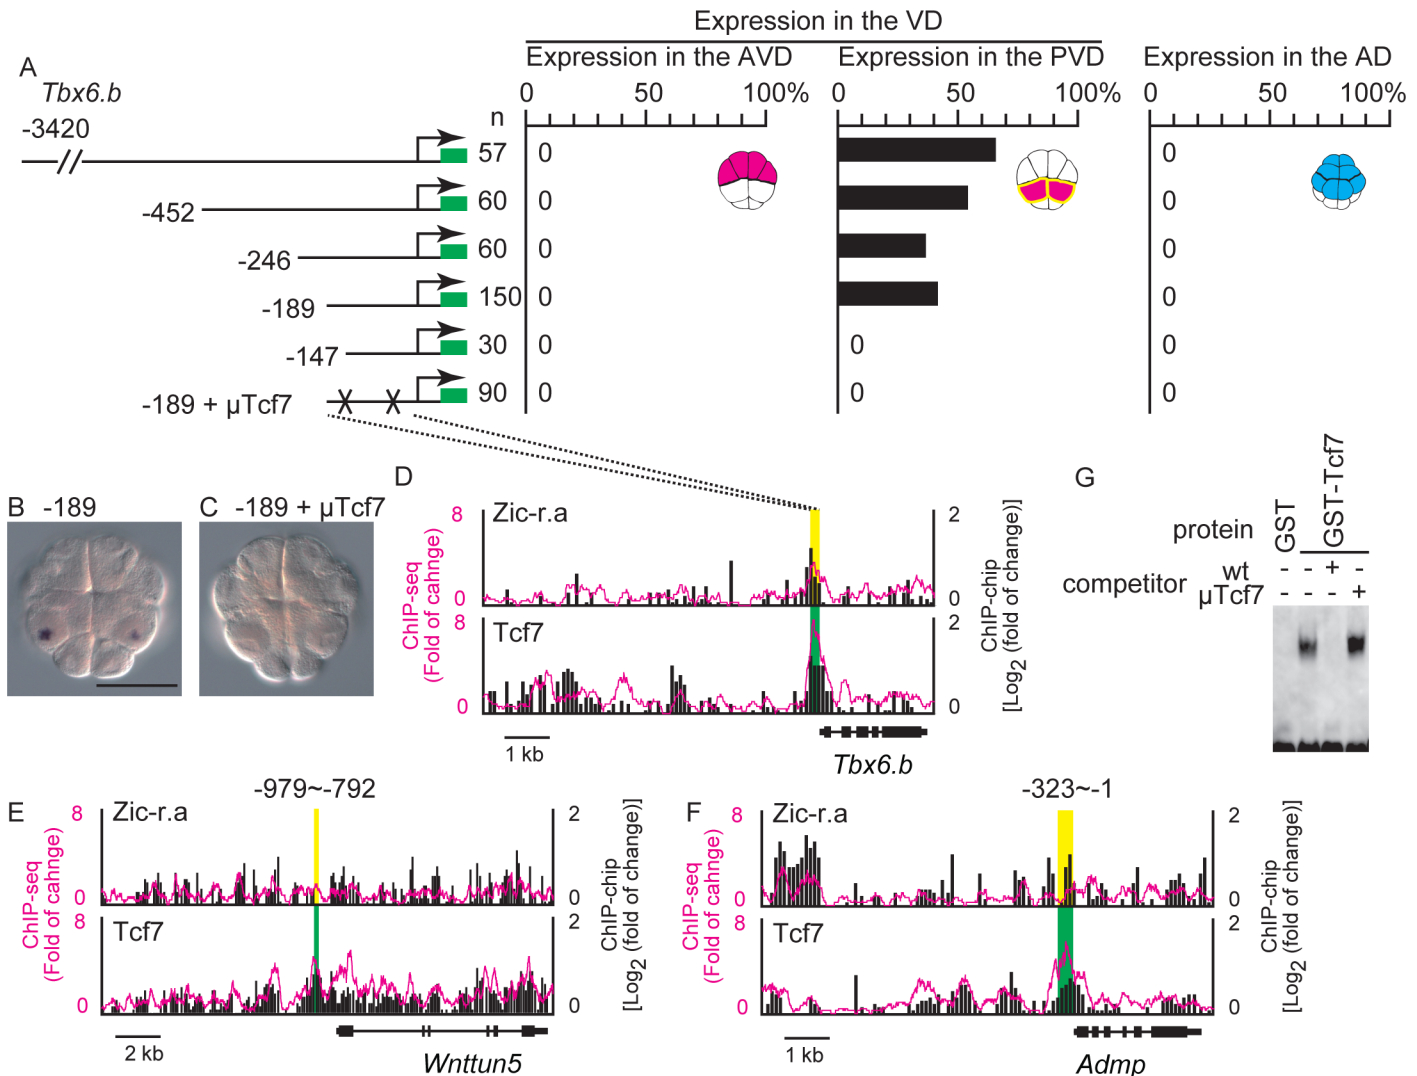 Expression in the VD
Expression in the AVD
Expression in the PVD
Expression in the AD
0 50 100%
0 50 100%
0 50 100%
A
Tbx6.b
n
-3420
57
0
0
-452
60
0
0
-246
60
0
0
-189
150
0
0
-147
30
0
0
0
-189 + µTcf7
90
0
0
0
B -189
C -189 + µTcf7
D
Zic-r.a
8
0
2
0
Tcf7
8
0
2
0
ChIP-seq
(Fold of cahnge)
ChIP-chip
[Log2 (fold of change)]
1 kb
Tbx6.b
G
protein
GST
GST-Tcf7
competitor
wt - - + -
µTcf7 - - - +
E
-979~-792
Zic-r.a
8
0
2
0
Tcf7
8
0
2
0
ChIP-seq
(Fold of cahnge)
ChIP-chip
[Log2 (fold of change)]
2 kb
Wnttun5
F
-323~-1
Zic-r.a
8
0
2
0
Tcf7
8
0
2
0
ChIP-seq
(Fold of cahnge)
ChIP-chip
[Log2 (fold of change)]
1 kb
Admp